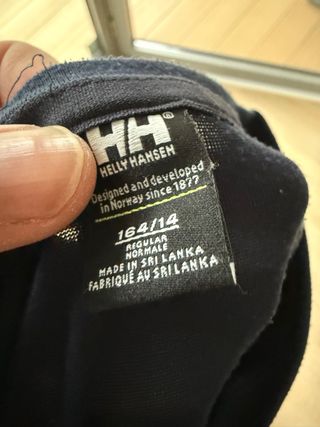 HH®
HELLY HANSEN
Designed and developed
in Norway since 1877
164/14
REGULAR
NORMALE
MADE IN SRI LANKA
FABRIQUÉ AU SRI LANKA